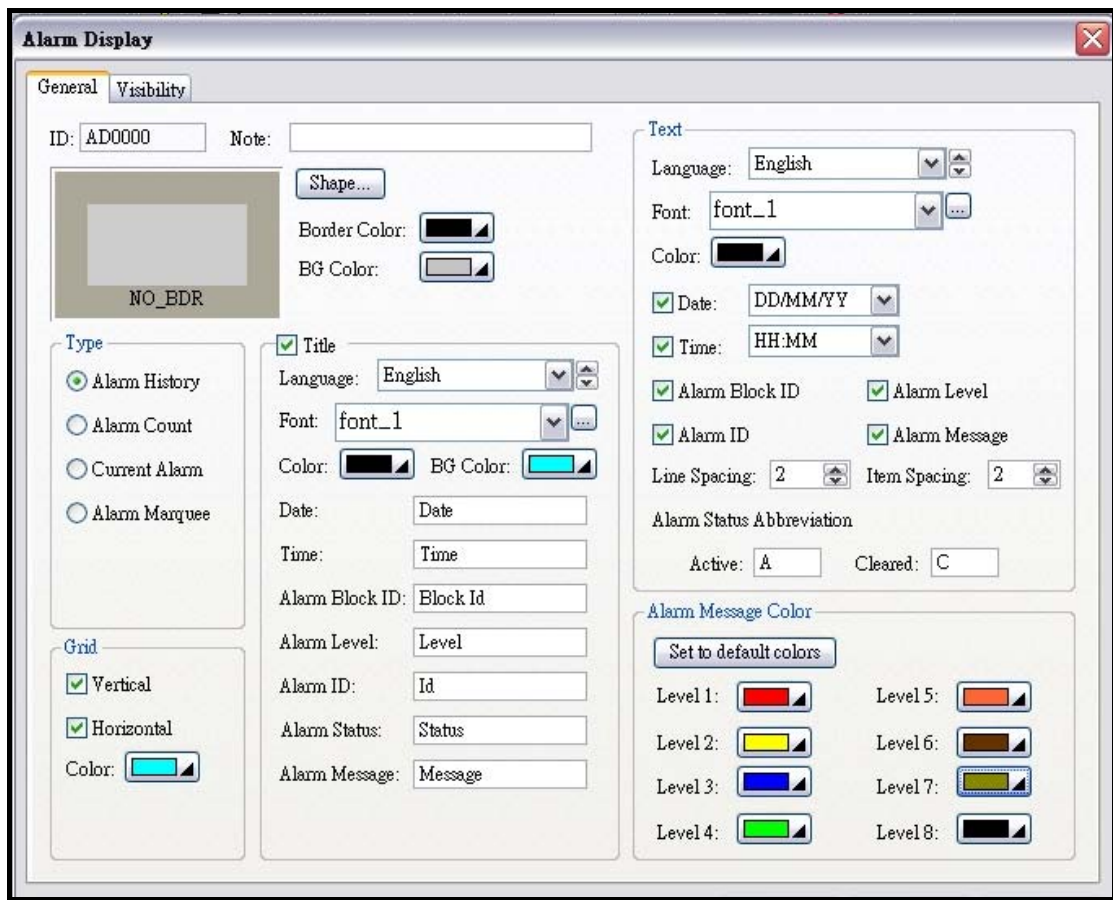 Alarm Display
General
Visibility
ID: AD0000
Note:
Shape...
Border Color:
BG Color:
NO_BDR
Type
Alarm History
Alarm Count
Current Alarm
Alarm Marquee
Grid
Vertical
Horizontal
Color:
Title
Language: English
Font: font_1
...
Color:
BG Color:
Date: Date
Time: Time
Alarm Block ID: Block Id
Alarm Level: Level
Alarm ID: Id
Alarm Status: Status
Alarm Message: Message
Text
Language: English
Font: font_1
...
Color:
Date: DD/MM/YY
Time: HH:MM
Alarm Block ID
Alarm Level
Alarm ID
Alarm Message
Line Spacing: 2
Item Spacing: 2
Alarm Status Abbreviation
Active: A
Cleared: C
Alarm Message Color
Set to default colors
Level 1:
Level 5:
Level 2:
Level 6:
Level 3:
Level 7:
Level 4:
Level 8: